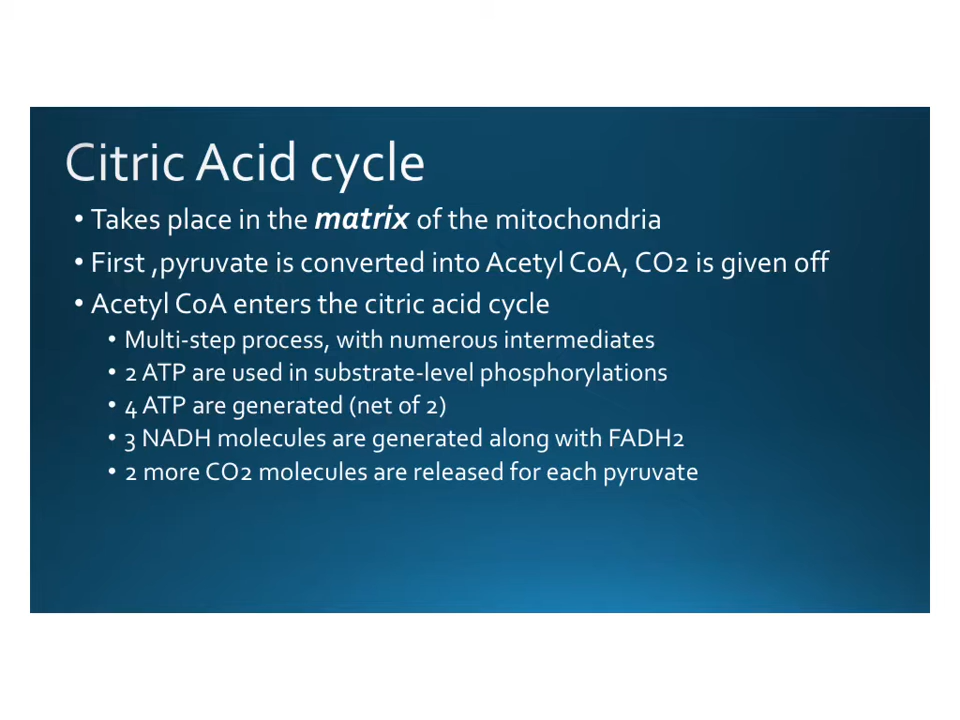 Citric Acid cycle
• Takes place in the matrix of the mitochondria
• First ,pyruvate is converted into Acetyl CoA, CO2 is given off
• Acetyl CoA enters the citric acid cycle
• Multi-step process, with numerous intermediates
• 2 ATP are used in substrate-level phosphorylations
• 4 ATP are generated (net of 2)
• 3 NADH molecules are generated along with FADH2
• 2 more CO2 molecules are released for each pyruvate